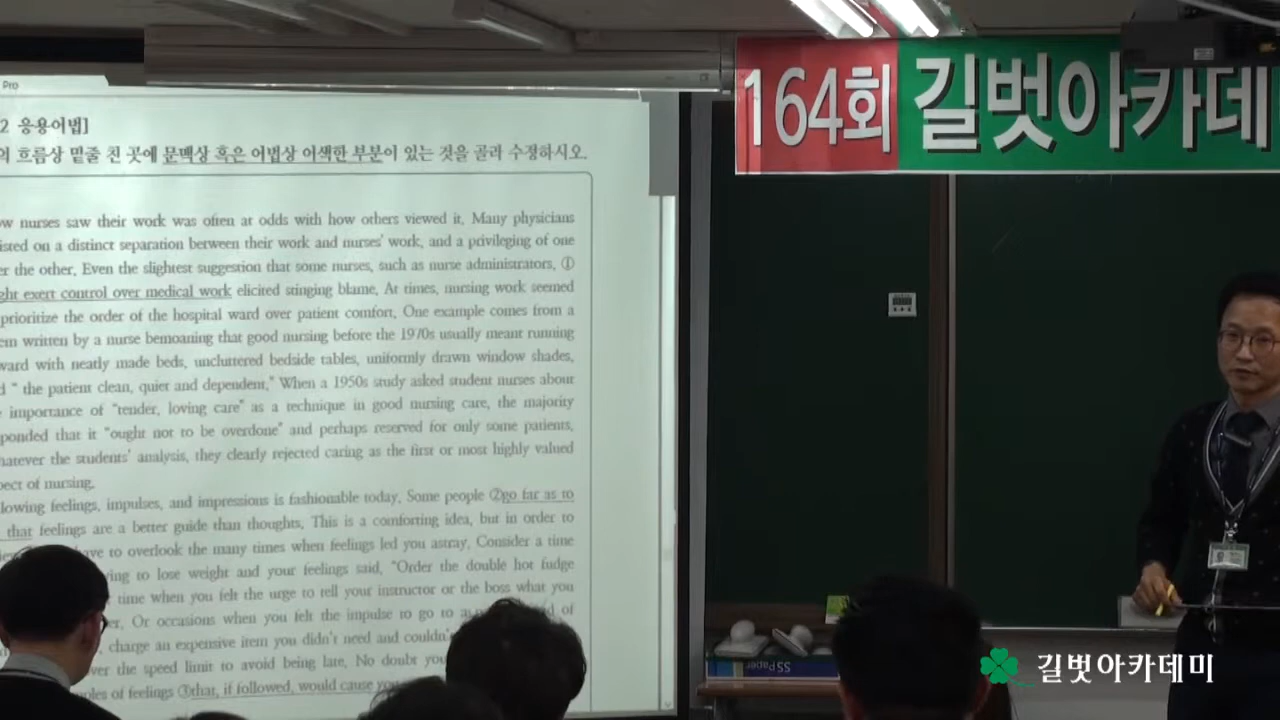 Pro
2 응용어법]
의 흐름상 밑줄 친 곳에 문맥상 혹은 어법상 어색한 부분이 있는 것을 골라 수정하시오.
ow nurses saw their work was often at odds with how others viewed it. Many physicians
isted on a distinct separation between their work and nurses' work, and a privileging of one
er the other. Even the slightest suggestion that some nurses, such as nurse administrators, ①
ght exert control over medical work elicited stinging blame. At times, nursing work seemed
prioritize the order of the hospital ward over patient comfort. One example comes from a
em written by a nurse bemoaning that good nursing before the 1970s usually meant running
ward with neatly made beds, uncluttered bedside tables, uniformly drawn window shades,
d " the patient clean, quiet and dependent." When a 1950s study asked student nurses about
e importance of "tender, loving care" as a technique in good nursing care, the majority
ponded that it "ought not to be overdone" and perhaps reserved for only some patients.
hatever the students' analysis, they clearly rejected caring as the first or most highly valued
pect of nursing.
lowing feelings, impulses, and impressions is fashionable today. Some people ②go far as to
that feelings are a better guide than thoughts. This is a comforting idea, but in order to
have to overlook the many times when feelings led you astray. Consider a time
ying to lose weight and your feelings said, "Order the double hot fudge
time when you felt the urge to tell your instructor or the boss what you
er. Or occasions when you felt the impulse to go to a of
charge an expensive item you didn't need and couldn'
ver the speed limit to avoid being late. No doubt you
ples of feelings ③that, if followed, would cause you
164회 길벗아카데
SS Paper
길벗아카데미